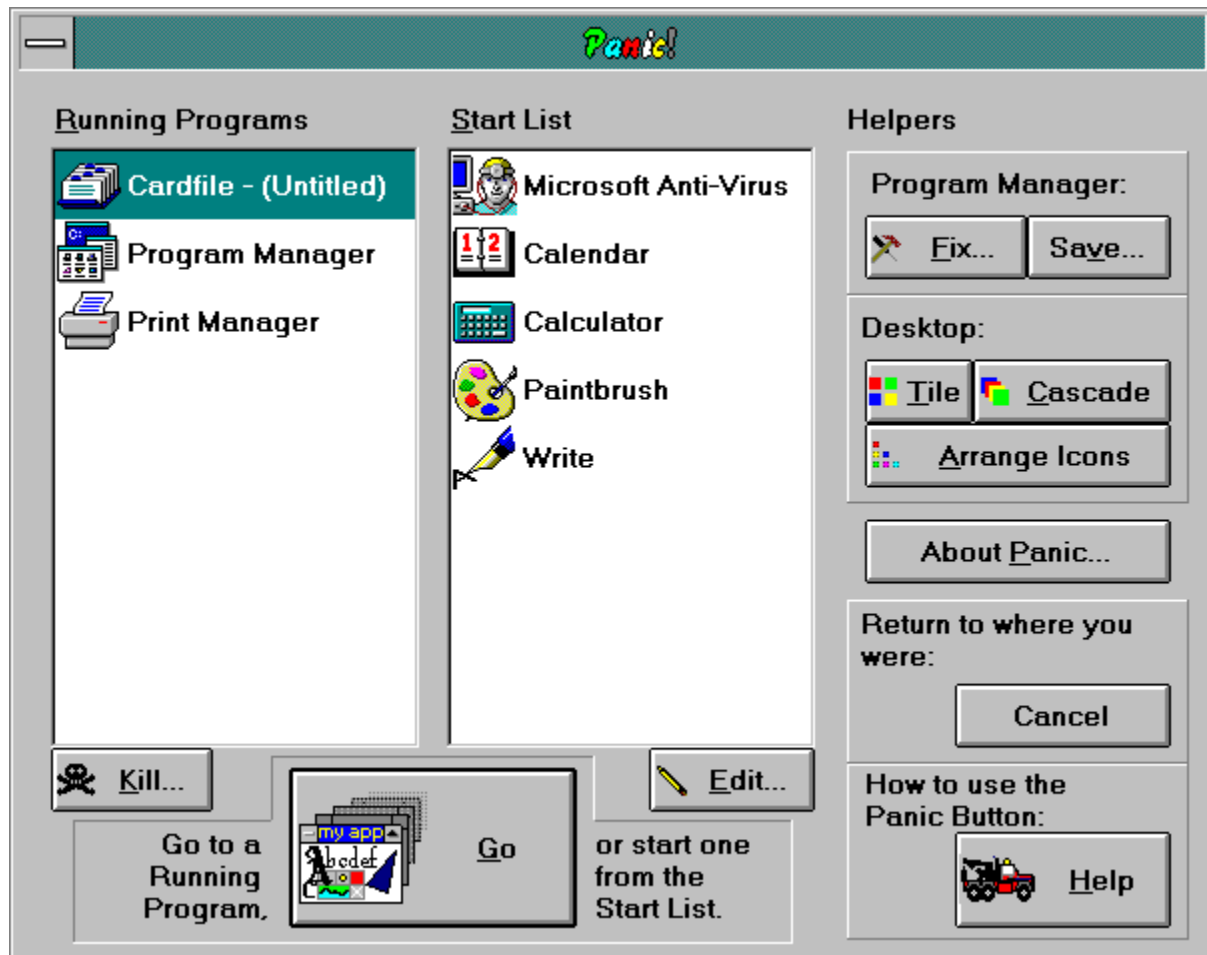 Panic!
Running Programs
Cardfile - (Untitled)
Program Manager
Print Manager
Kill...
Start List
Microsoft Anti-Virus
Calendar
Calculator
Paintbrush
Write
Edit...
Go to a
Running
Program,
my app
Abcdef
Go
or start one
from the
Start List.
Helpers
Program Manager:
Fix...
Save...
Desktop:
Tile
Cascade
Arrange Icons
About Panic...
Return to where you
were:
Cancel
How to use the
Panic Button:
Help
C:
1 2